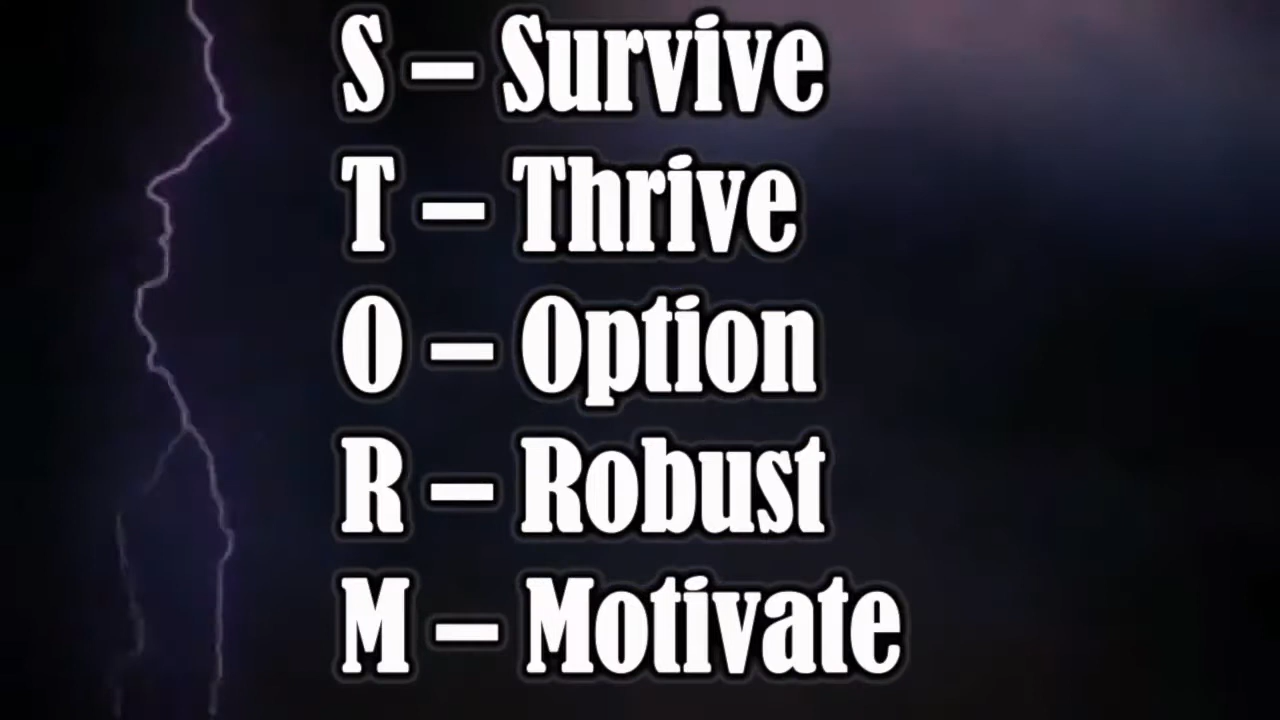 S – Survive
T – Thrive
O – Option
R – Robust
M – Motivate